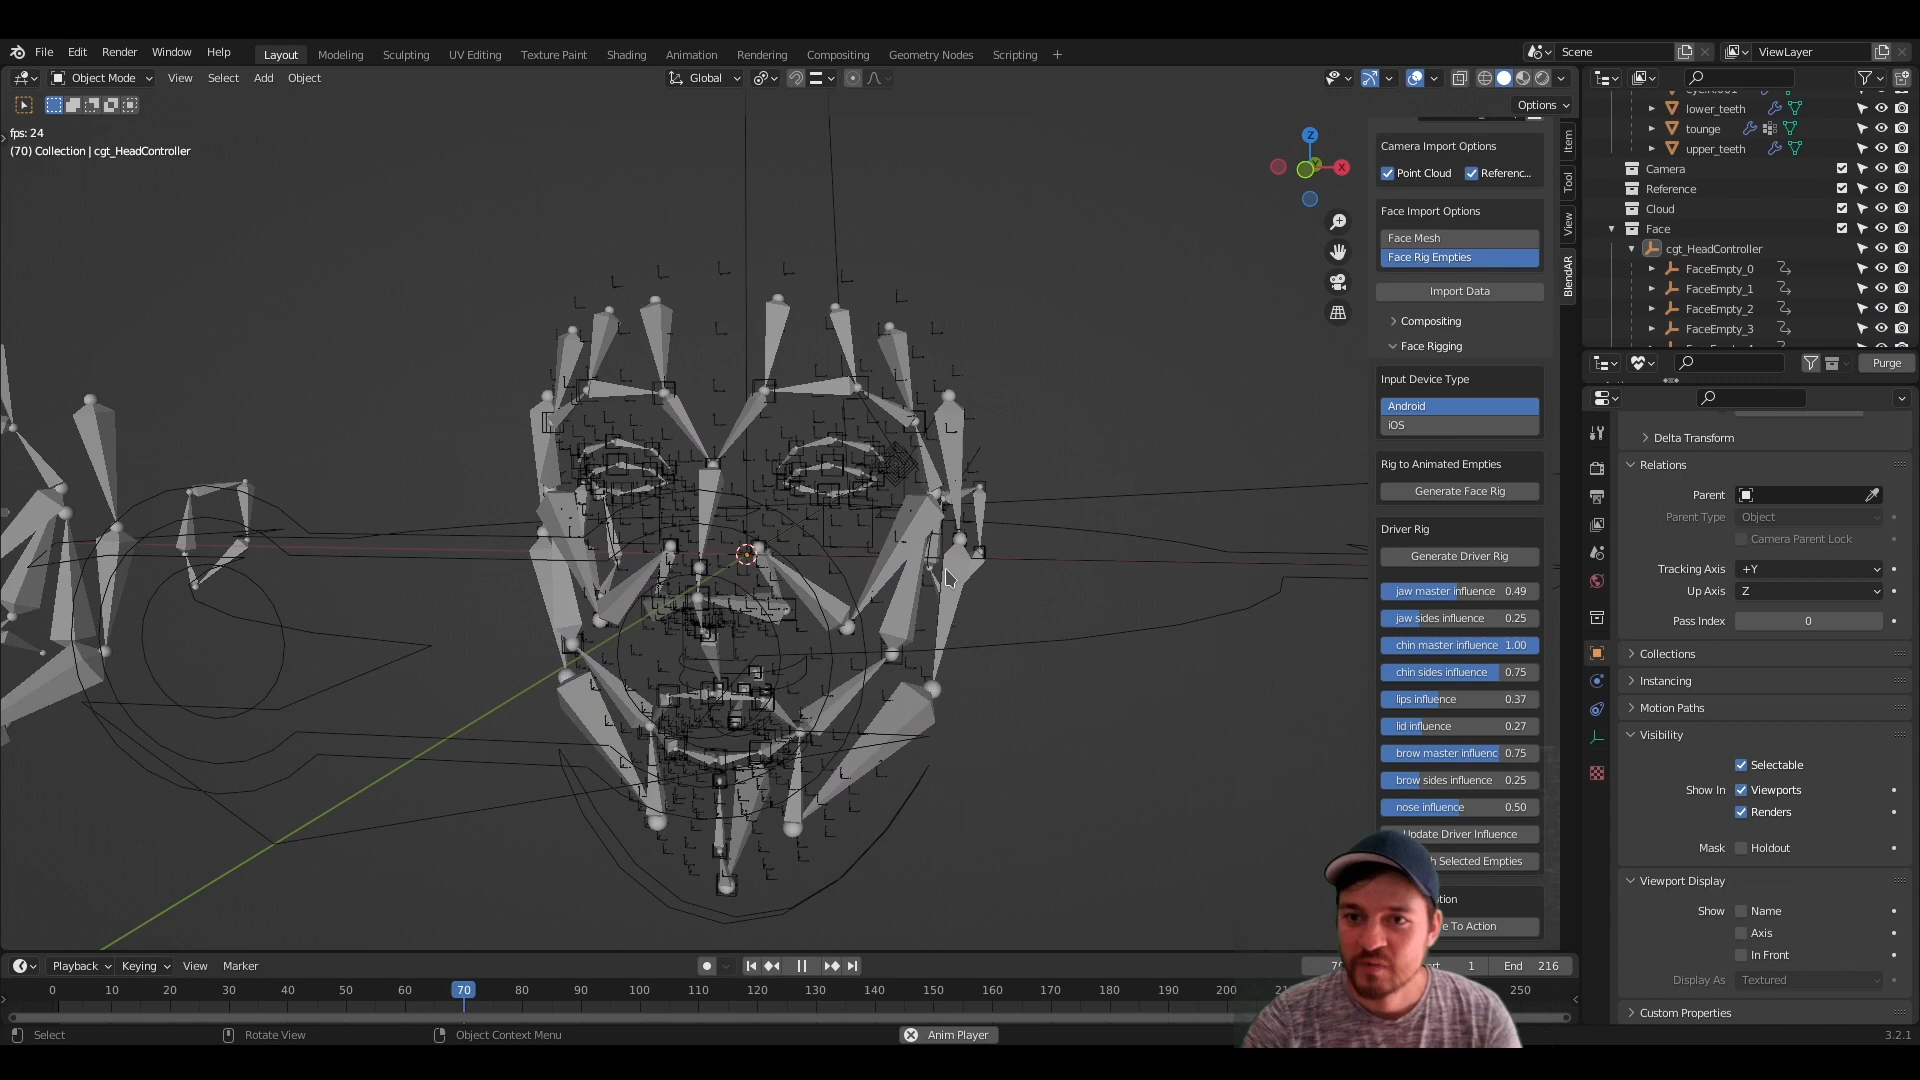 File Edit Render Window Help
Layout Modeling Sculpting UV Editing Texture Paint Shading Animation Rendering Compositing Geometry Nodes Scripting +
Scene
ViewLayer
Object Mode View Select Add Object
Global
Options
fps: 24
(70) Collection | cgt_HeadController
Z
X
Item
Tool
View
BlendAR
Camera Import Options
Point Cloud
Referenc...
Face Import Options
Face Mesh
Face Rig Empties
Import Data
Compositing
Face Rigging
Input Device Type
Android
iOS
Rig to Animated Empties
Generate Face Rig
Driver Rig
Generate Driver Rig
jaw master influence 0.49
jaw sides influence 0.25
chin master influence 1.00
chin sides influence 0.75
lips influence 0.37
lid influence 0.27
brow master influenc 0.75
brow sides influence 0.25
nose influence 0.50
Update Driver Influence
Selected Empties
To Action
lower_teeth
tounge
upper_teeth
Camera
Reference
Cloud
Face
cgt_HeadController
FaceEmpty_0
FaceEmpty_1
FaceEmpty_2
FaceEmpty_3
Purge
Delta Transform
Relations
Parent
Parent Type Object
Camera Parent Lock
Tracking Axis +Y
Up Axis Z
Pass Index 0
Collections
Instancing
Motion Paths
Visibility
Selectable
Show In Viewports
Renders
Mask Holdout
Viewport Display
Show Name
Axis
In Front
Display As Textured
Custom Properties
Playback Keying View Marker
1 End 216
0 10 20 30 40 50 60 70 80 90 100 110 120 130 140 150 160 170 180 190 200 250
Select Rotate View Object Context Menu Anim Player 3.2.1